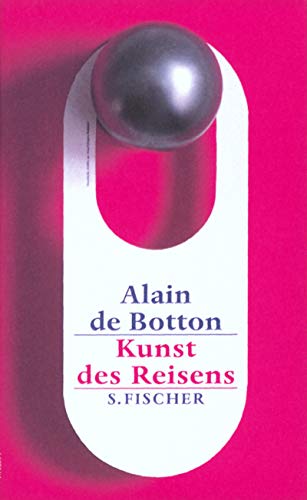 Alain
de Botton
Kunst
des Reisens
S. FISCHER